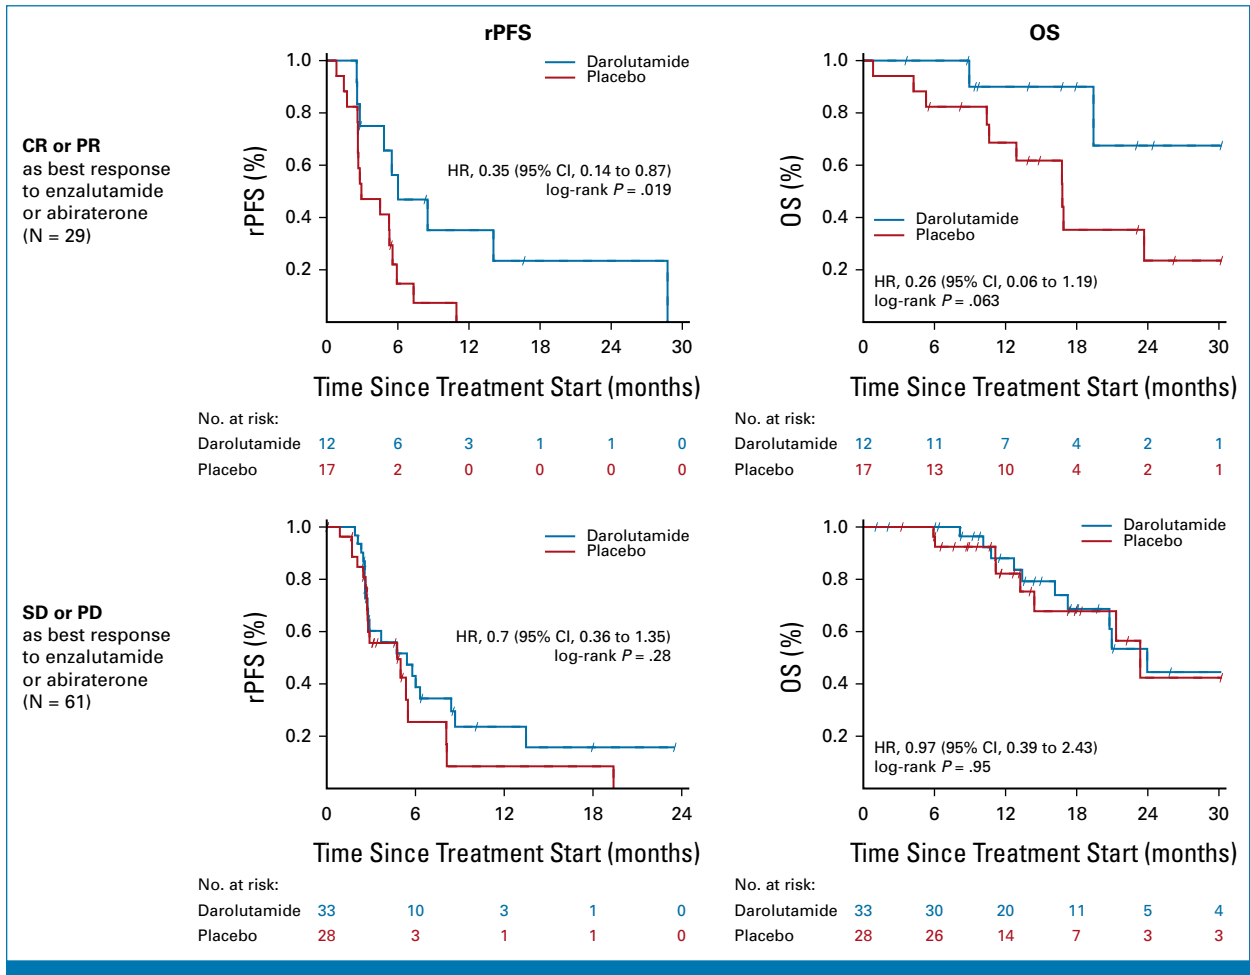 rPFS
OS
CR or PR
as best response
to enzalutamide
or abiraterone
(N = 29)
rPFS (%)
1.0
0.8
0.6
0.4
0.2
Darolutamide
Placebo
HR, 0.35 (95% CI, 0.14 to 0.87)
log-rank P = .019
0 6 12 18 24 30
Time Since Treatment Start (months)
No. at risk:
Darolutamide 12 6 3 1 1 0
Placebo 17 2 0 0 0 0
OS (%)
1.0
0.8
0.6
0.4
0.2
Darolutamide
Placebo
HR, 0.26 (95% CI, 0.06 to 1.19)
log-rank P = .063
0 6 12 18 24 30
Time Since Treatment Start (months)
No. at risk:
Darolutamide 12 11 7 4 2 1
Placebo 17 13 10 4 2 1
SD or PD
as best response
to enzalutamide
or abiraterone
(N = 61)
rPFS (%)
1.0
0.8
0.6
0.4
0.2
Darolutamide
Placebo
HR, 0.7 (95% CI, 0.36 to 1.35)
log-rank P = .28
0 6 12 18 24
Time Since Treatment Start (months)
No. at risk:
Darolutamide 33 10 3 1 0
Placebo 28 3 1 1 0
OS (%)
1.0
0.8
0.6
0.4
0.2
Darolutamide
Placebo
HR, 0.97 (95% CI, 0.39 to 2.43)
log-rank P = .95
0 6 12 18 24 30
Time Since Treatment Start (months)
No. at risk:
Darolutamide 33 30 20 11 5 4
Placebo 28 26 14 7 3 3